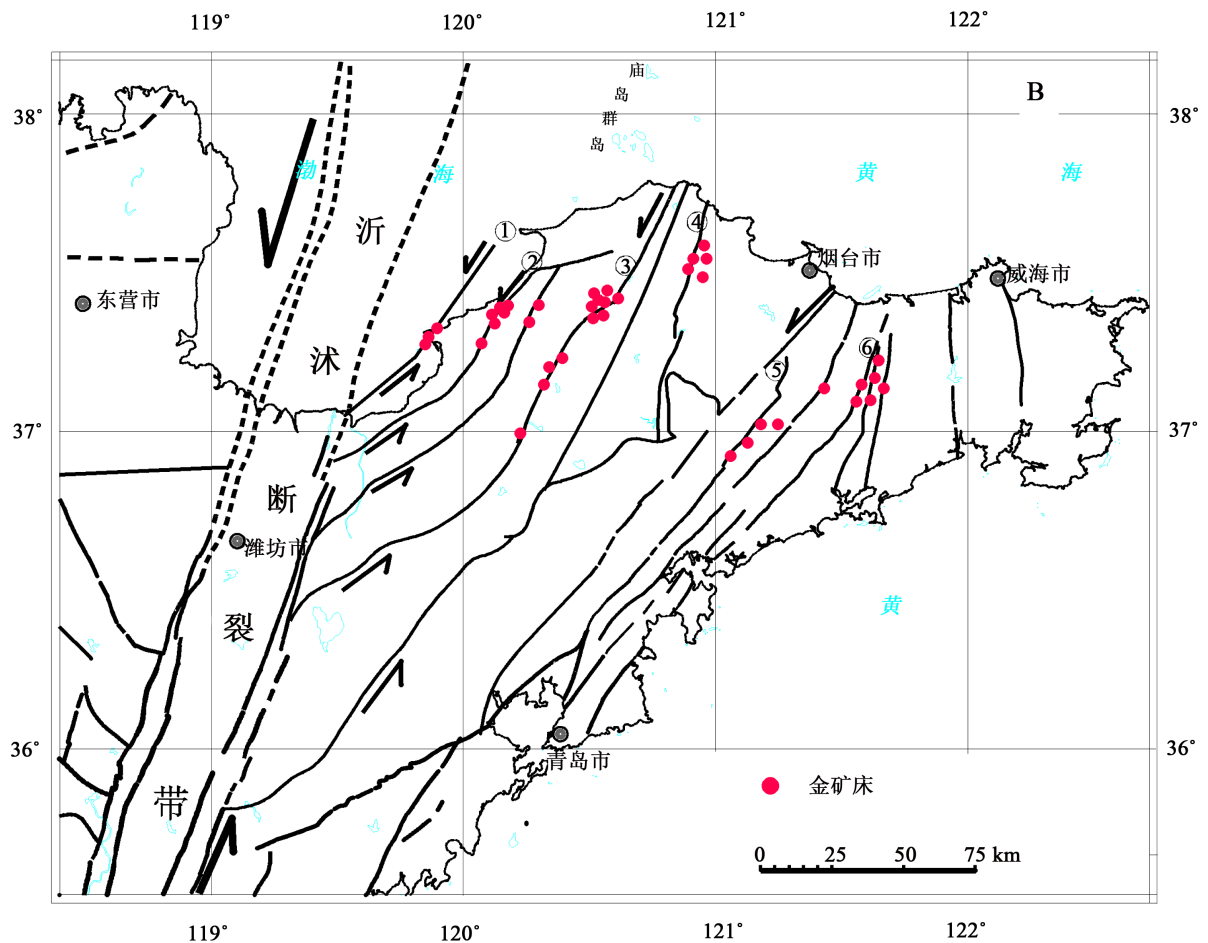 119° 120° 121° 122°
38° 38°
37° 37°
36° 36°
B
庙
岛
群
岛
渤 海 黄 海
沂
沭
断
裂
带
① ② ③ ④ ⑤ ⑥
烟台市
威海市
东营市
潍坊市
黄
青岛市
金矿床
0 25 50 75 km
119° 120° 121° 122°